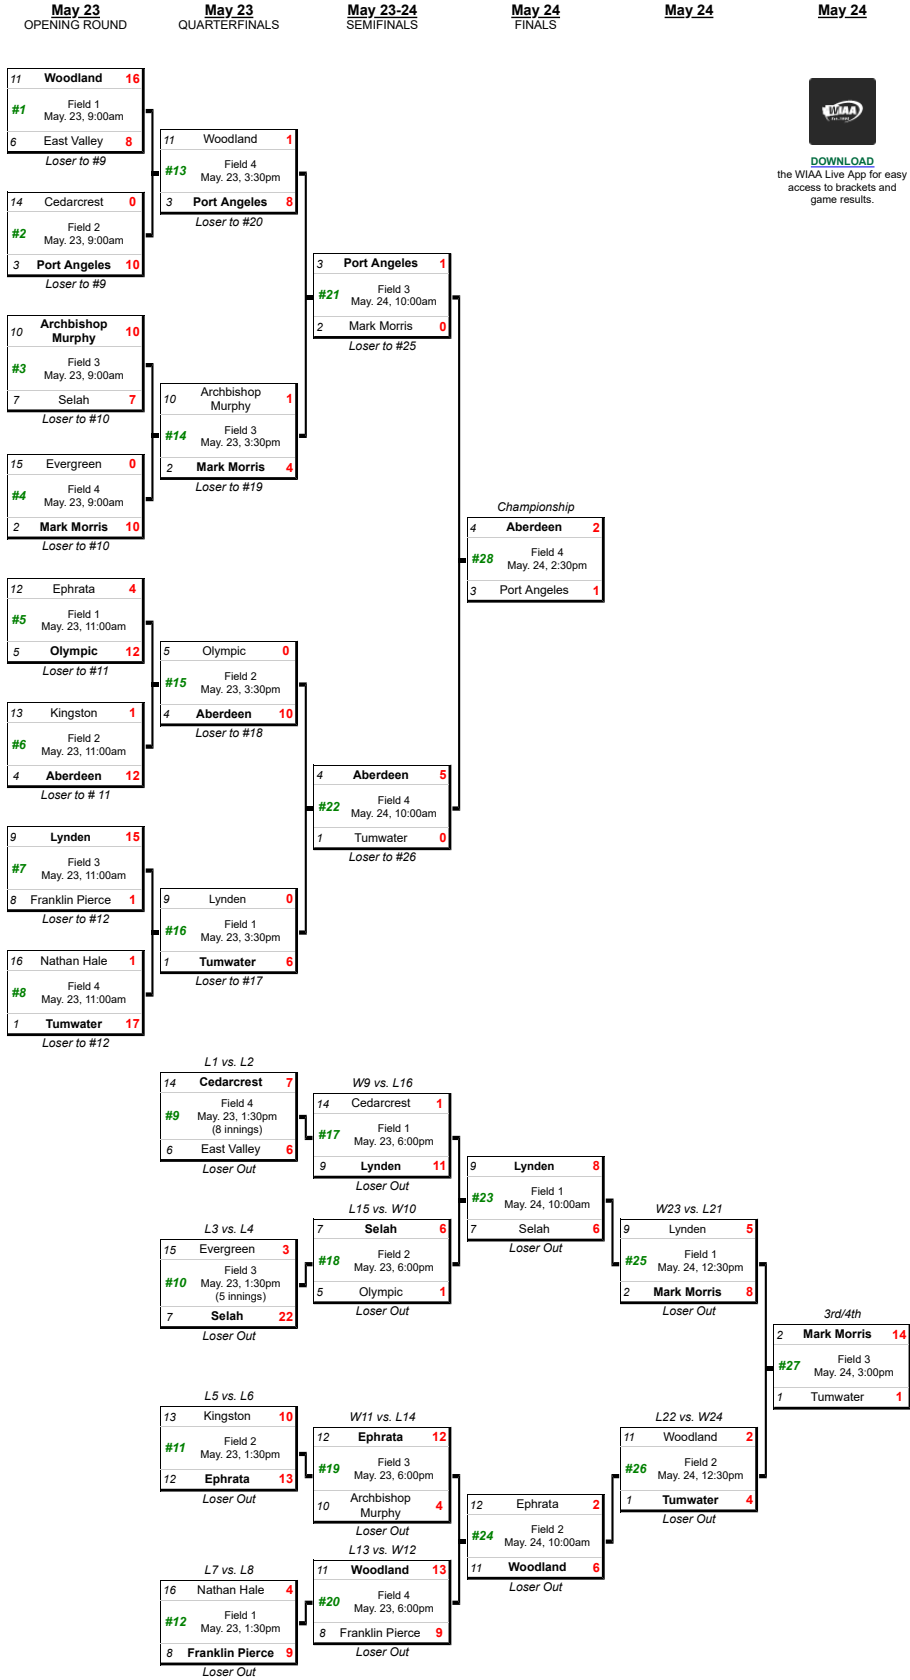 May 23
OPENING ROUND
May 23
QUARTERFINALS
May 23-24
SEMIFINALS
May 24
FINALS
May 24
May 24
WIAA
DOWNLOAD
the WIAA Live App for easy
access to brackets and
game results.
11 Woodland 16
#1 Field 1
May. 23, 9:00am
6 East Valley 8
Loser to #9
14 Cedarcrest 0
#2 Field 2
May. 23, 9:00am
3 Port Angeles 10
Loser to #9
10 Archbishop
Murphy 10
#3 Field 3
May. 23, 9:00am
7 Selah 7
Loser to #10
15 Evergreen 0
#4 Field 4
May. 23, 9:00am
2 Mark Morris 10
Loser to #10
12 Ephrata 4
#5 Field 1
May. 23, 11:00am
5 Olympic 12
Loser to #11
13 Kingston 1
#6 Field 2
May. 23, 11:00am
4 Aberdeen 12
Loser to # 11
9 Lynden 15
#7 Field 3
May. 23, 11:00am
8 Franklin Pierce 1
Loser to #12
16 Nathan Hale 1
#8 Field 4
May. 23, 11:00am
1 Tumwater 17
Loser to #12
11 Woodland 1
#13 Field 4
May. 23, 3:30pm
3 Port Angeles 8
Loser to #20
10 Archbishop
Murphy 1
#14 Field 3
May. 23, 3:30pm
2 Mark Morris 4
Loser to #19
5 Olympic 0
#15 Field 2
May. 23, 3:30pm
4 Aberdeen 10
Loser to #18
9 Lynden 0
#16 Field 1
May. 23, 3:30pm
1 Tumwater 6
Loser to #17
3 Port Angeles 1
#21 Field 3
May. 24, 10:00am
2 Mark Morris 0
Loser to #25
4 Aberdeen 5
#22 Field 4
May. 24, 10:00am
1 Tumwater 0
Loser to #26
Championship
4 Aberdeen 2
#28 Field 4
May. 24, 2:30pm
3 Port Angeles 1
L1 vs. L2
14 Cedarcrest 7
#9 Field 4
May. 23, 1:30pm
(8 innings)
6 East Valley 6
Loser Out
L3 vs. L4
15 Evergreen 3
#10 Field 3
May. 23, 1:30pm
(5 innings)
7 Selah 22
Loser Out
L5 vs. L6
13 Kingston 10
#11 Field 2
May. 23, 1:30pm
12 Ephrata 13
Loser Out
L7 vs. L8
16 Nathan Hale 4
#12 Field 1
May. 23, 1:30pm
8 Franklin Pierce 9
Loser Out
W9 vs. L16
14 Cedarcrest 1
#17 Field 1
May. 23, 6:00pm
9 Lynden 11
Loser Out
L15 vs. W10
7 Selah 6
#18 Field 2
May. 23, 6:00pm
5 Olympic 1
Loser Out
W11 vs. L14
12 Ephrata 12
#19 Field 3
May. 23, 6:00pm
10 Archbishop
Murphy 4
Loser Out
L13 vs. W12
11 Woodland 13
#20 Field 4
May. 23, 6:00pm
8 Franklin Pierce 9
Loser Out
9 Lynden 8
#23 Field 1
May. 24, 10:00am
7 Selah 6
Loser Out
12 Ephrata 2
#24 Field 2
May. 24, 10:00am
11 Woodland 6
Loser Out
W23 vs. L21
9 Lynden 5
#25 Field 1
May. 24, 12:30pm
2 Mark Morris 8
Loser Out
L22 vs. W24
11 Woodland 2
#26 Field 2
May. 24, 12:30pm
1 Tumwater 4
Loser Out
3rd/4th
2 Mark Morris 14
#27 Field 3
May. 24, 3:00pm
1 Tumwater 1